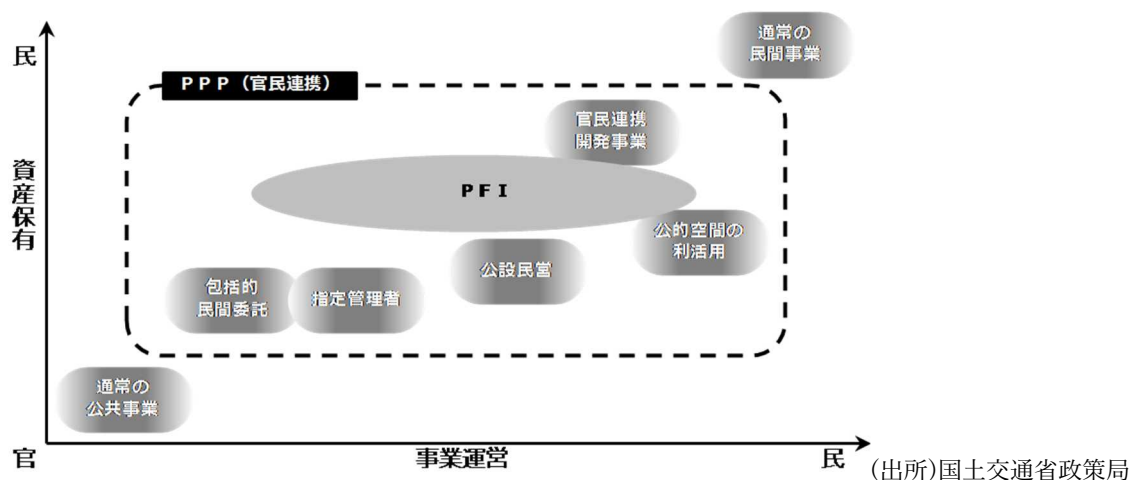 通常の
民間事業
民
ＰＰＰ（官民連携）
官民連携
開発事業
資産保有
ＰＦＩ
公的空間の
利活用
公設民営
包括的
民間委託
指定管理者
通常の
公共事業
官
事業運営
民
(出所)国土交通省政策局